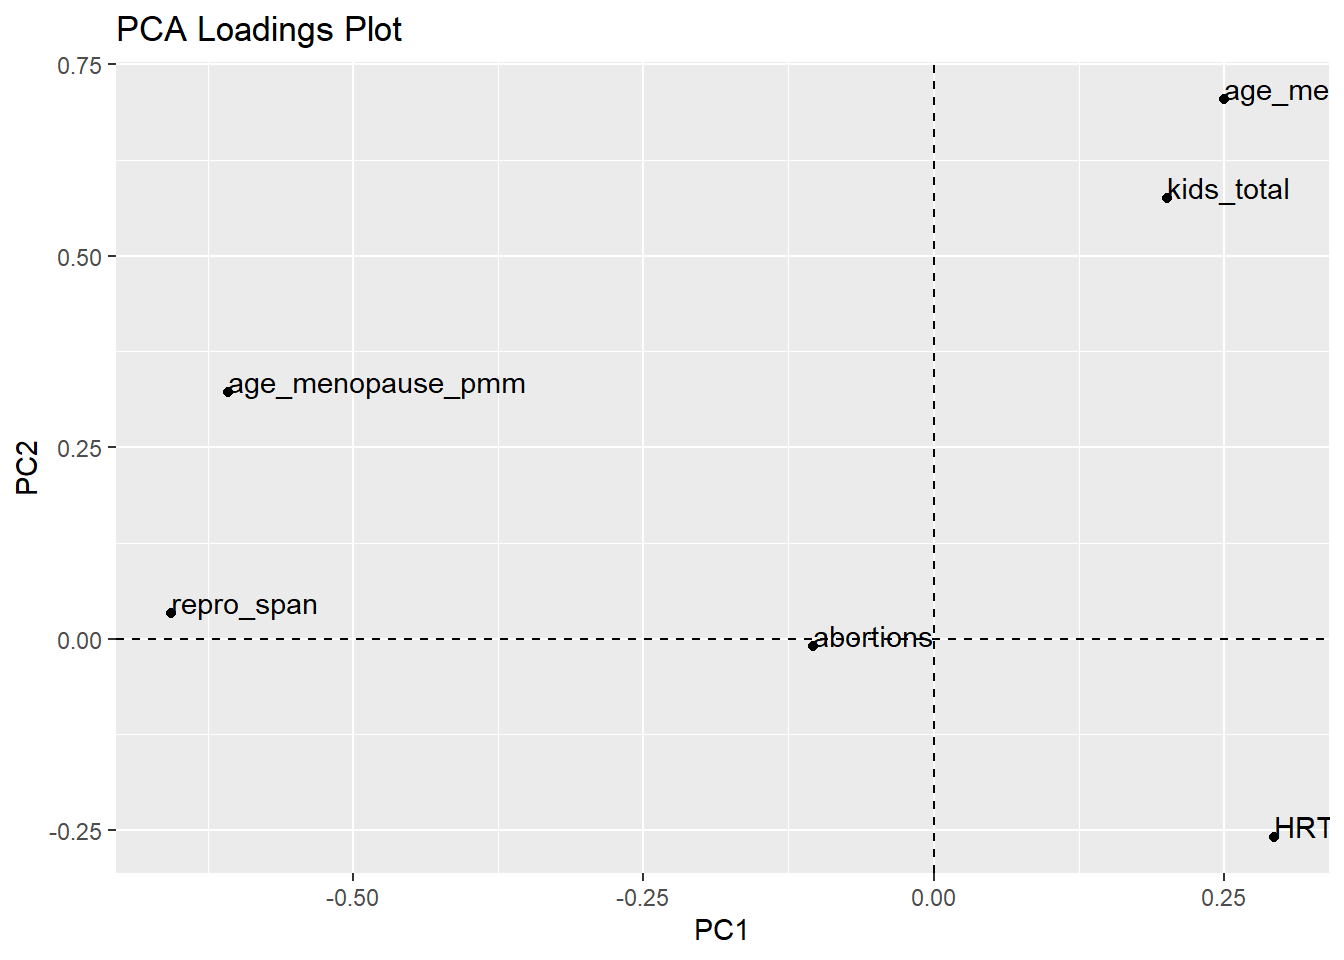 PCA Loadings Plot
0.75
age_me
kids_total
0.50
age_menopause_pmm
0.25
PC2
repro_span
0.00
abortions
-0.25
HRT
-0.50
-0.25
0.00
0.25
PC1